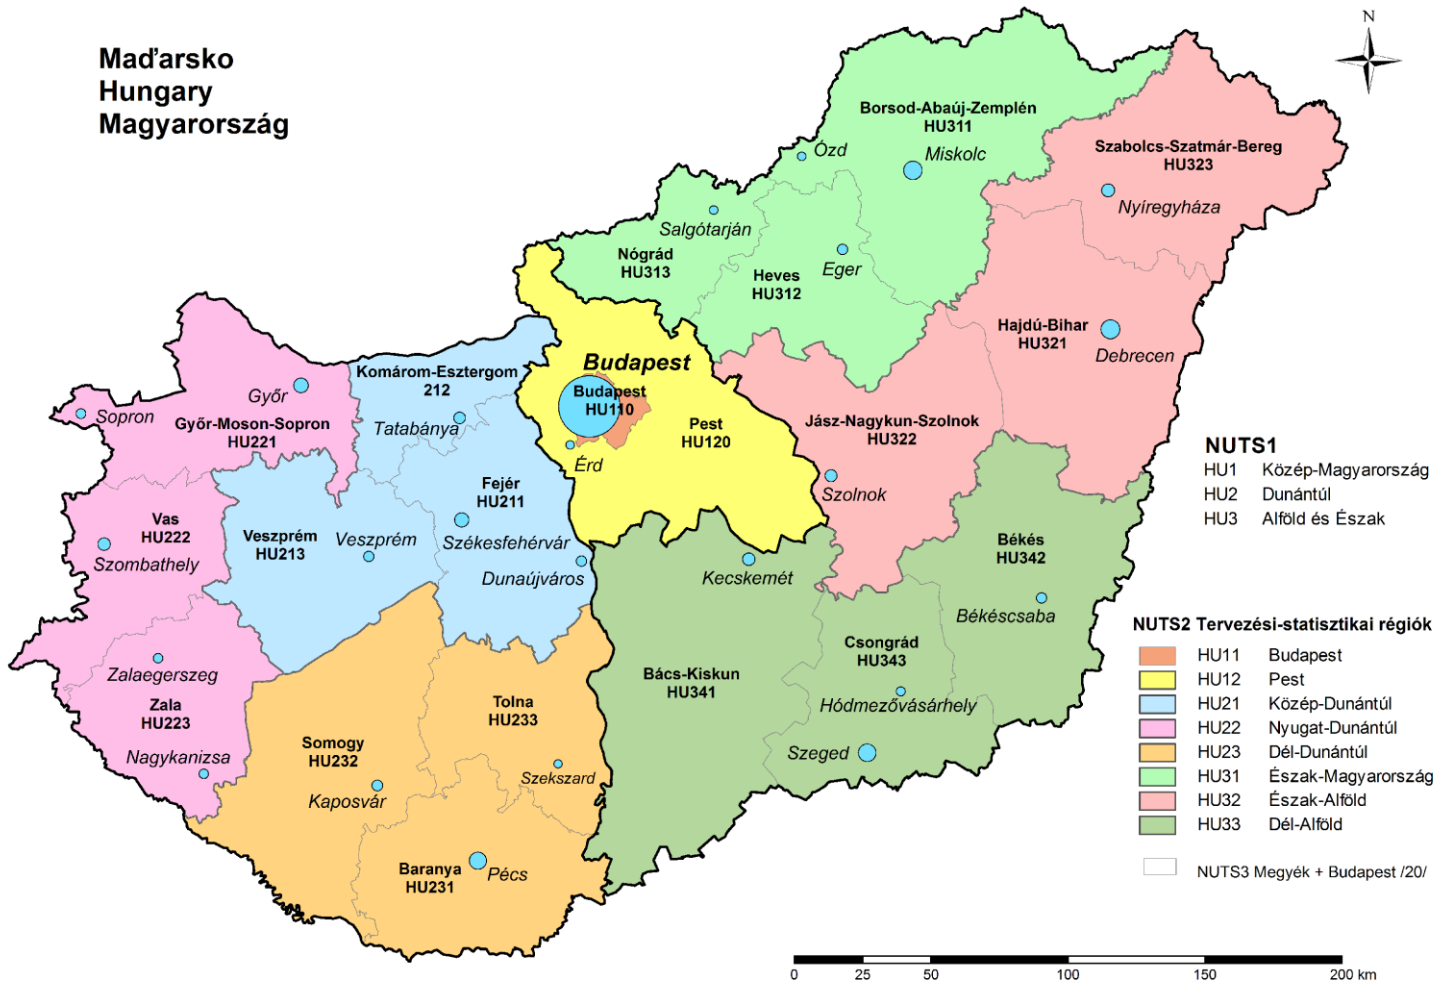 Maďarsko
Hungary
Magyarország
N
Borsod-Abaúj-Zemplén
HU311
Ózd
Miskolc
Szabolcs-Szatmár-Bereg
HU323
Nyíregyháza
Salgótarján
Nógrád
HU313
Heves
HU312
Eger
Hajdú-Bihar
HU321
Debrecen
Budapest
Budapest
HU110
Pest
HU120
Érd
Komárom-Esztergom
212
Tatabánya
Győr
Sopron
Győr-Moson-Sopron
HU221
Jász-Nagykun-Szolnok
HU322
Szolnok
Fejér
HU211
Székesfehérvár
Dunaújváros
Vas
HU222
Szombathely
Veszprém
HU213
Veszprém
Kecskemét
Békés
HU342
Békéscsaba
Zalaegerszeg
Zala
HU223
Nagykanizsa
Csongrád
HU343
Hódmezővásárhely
Szeged
Bács-Kiskun
HU341
Tolna
HU233
Szekszard
Somogy
HU232
Kaposvár
Baranya
HU231
Pécs
NUTS1
HU1 Közép-Magyarország
HU2 Dunántúl
HU3 Alföld és Észak
NUTS2 Tervezési-statisztikai régiók
HU11 Budapest
HU12 Pest
HU21 Közép-Dunántúl
HU22 Nyugat-Dunántúl
HU23 Dél-Dunántúl
HU31 Észak-Magyarország
HU32 Észak-Alföld
HU33 Dél-Alföld
NUTS3 Megyék + Budapest /20/
0 25 50 100 150 200 km